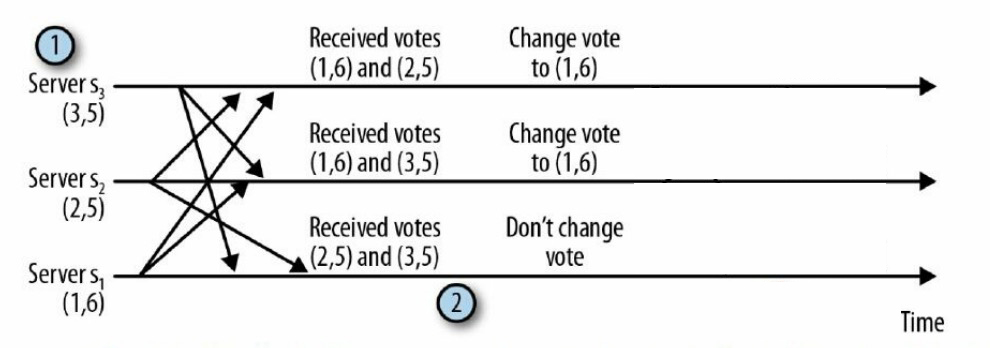 1
Server s₃
(3,5)
Received votes
(1,6) and (2,5)
Change vote
to (1,6)
Server s₂
(2,5)
Received votes
(1,6) and (3,5)
Change vote
to (1,6)
Server s₁
(1,6)
Received votes
(2,5) and (3,5)
Don’t change
vote
2
Time